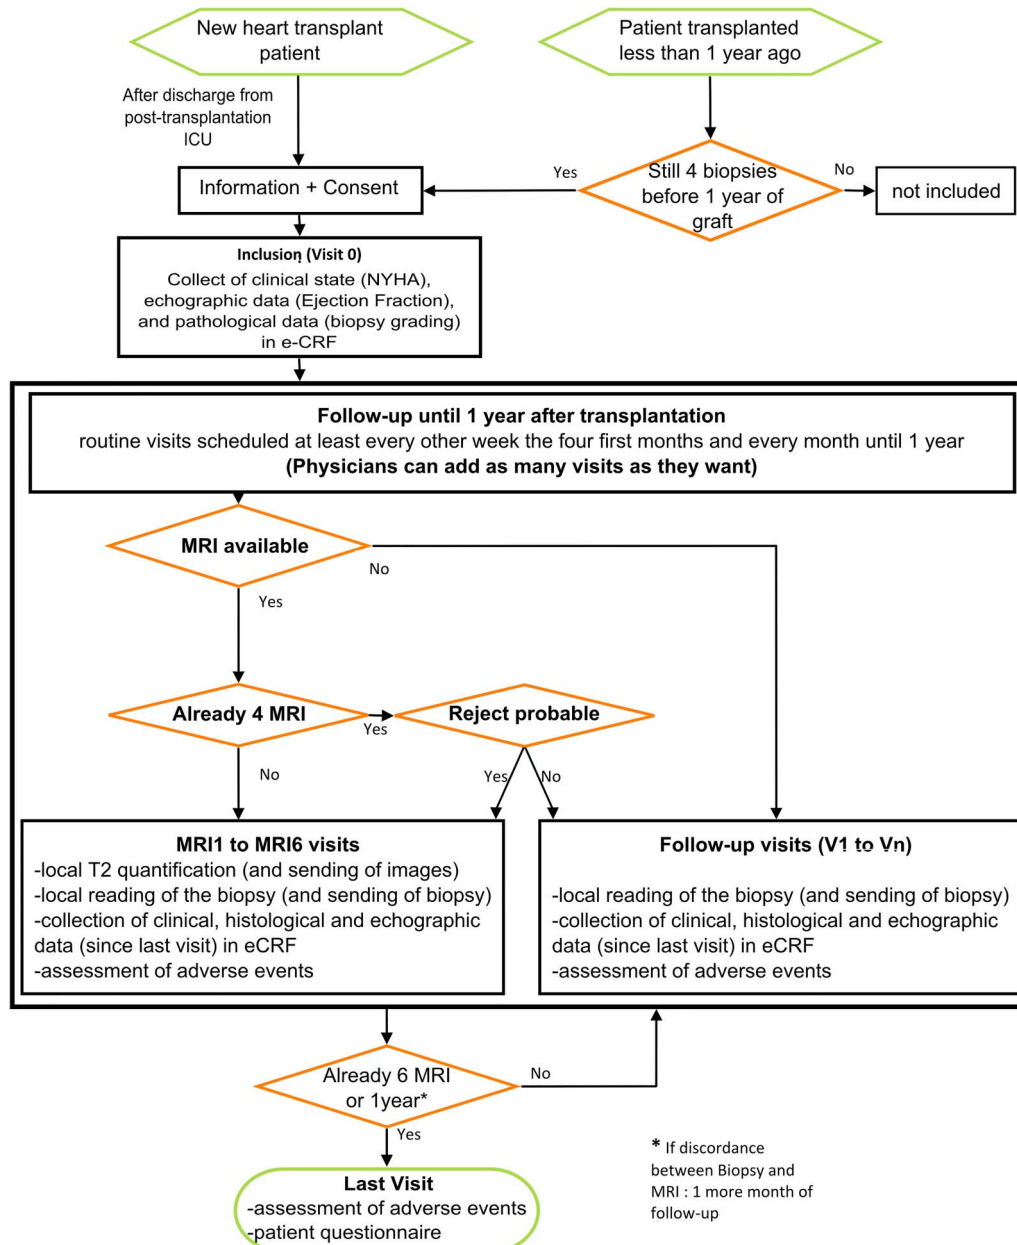 New heart transplant
patient
Patient transplanted
less than 1 year ago
After discharge from
post-transplantation
ICU
Information + Consent
Yes
Still 4 biopsies
before 1 year of
graft
No
not included
Inclusion (Visit 0)
Collect of clinical state (NYHA),
echographic data (Ejection Fraction),
and pathological data (biopsy grading)
in e-CRF
Follow-up until 1 year after transplantation
routine visits scheduled at least every other week the four first months and every month until 1 year
(Physicians can add as many visits as they want)
MRI available
No
Yes
Already 4 MRI
Yes
Reject probable
No
Yes
No
MRI1 to MRI6 visits
-local T2 quantification (and sending of images)
-local reading of the biopsy (and sending of biopsy)
-collection of clinical, histological and echographic
data (since last visit) in eCRF
-assessment of adverse events
Follow-up visits (V1 to Vn)
-local reading of the biopsy (and sending of biopsy)
-collection of clinical, histological and echographic
data (since last visit) in eCRF
-assessment of adverse events
Already 6 MRI
or 1year*
No
Yes
* If discordance
between Biopsy and
MRI : 1 more month of
follow-up
Last Visit
-assessment of adverse events
-patient questionnaire